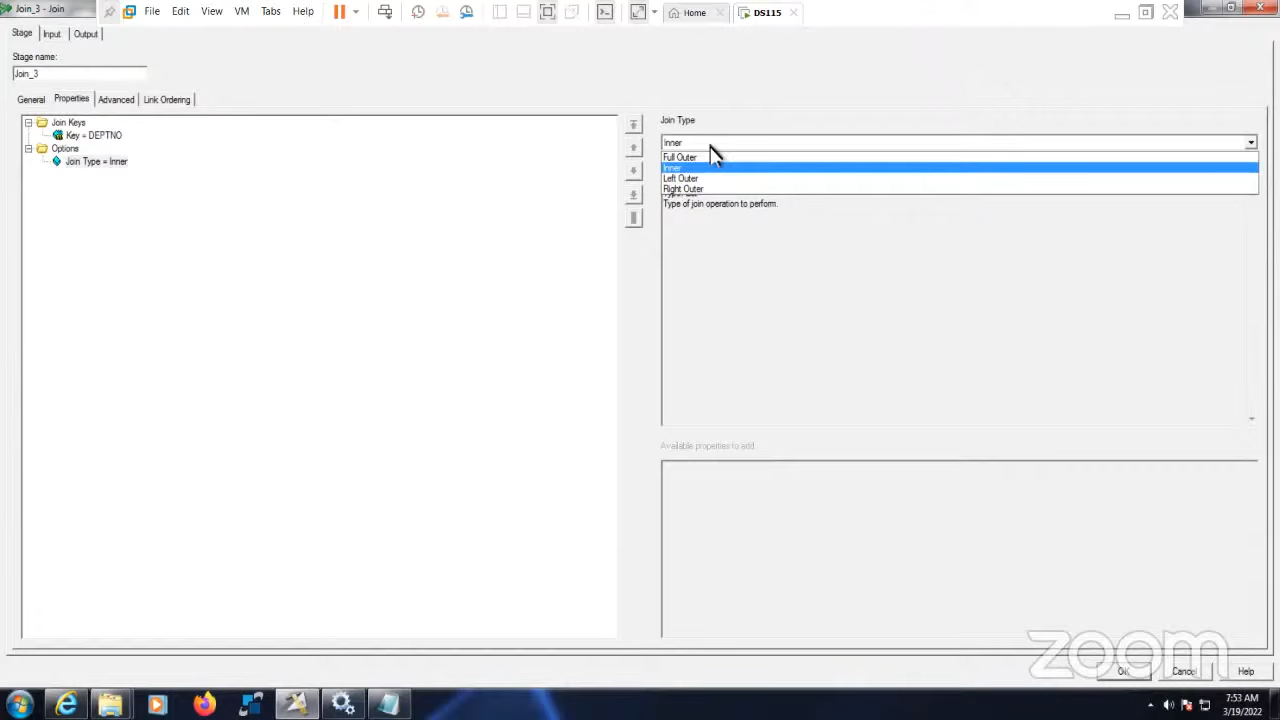 Join_3 - Join
File Edit View VM Tabs Help
Home
DS115
Stage Input Output
Stage name:
Join_3
General Properties Advanced Link Ordering
Join Keys
Key = DEPTNO
Options
Join Type = Inner
Join Type
Inner
Full Outer
Inner
Left Outer
Right Outer
Type of join operation to perform.
Available properties to add
zoom
OK Cancel Help
7:53 AM
3/19/2022